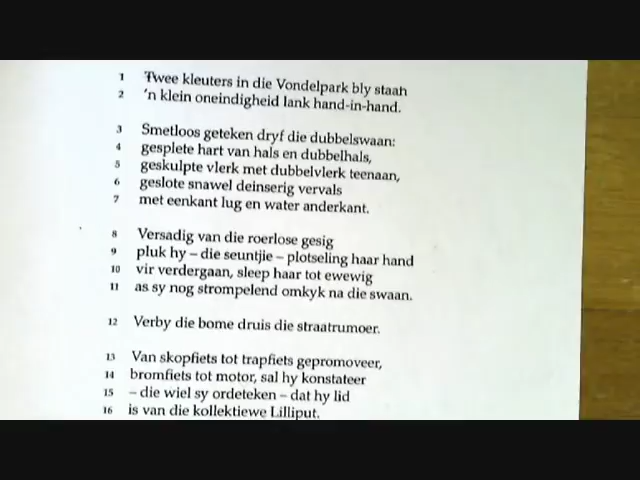 1 Twee kleuters in die Vondelpark bly staan
2 'n klein oneindigheid lank hand-in-hand.
3 Smetloos geteken dryf die dubbelswaan:
4 gesplete hart van hals en dubbelhals,
5 geskulpte vlerk met dubbelvlerk teenaan,
6 geslote snawel deinserig vervals
7 met eenkant lug en water anderkant.
8 Versadig van die roerlose gesig
9 pluk hy – die seuntjie – plotseling haar hand
10 vir verdergaan, sleep haar tot ewewig
11 as sy nog strompelend omkyk na die swaan.
12 Verby die bome druis die straatrumoer.
13 Van skopfiets tot trapfiets gepromoveer,
14 bromfiets tot motor, sal hy konstateer
15 – die wiel sy ordeteken – dat hy lid
16 is van die kollektiewe Lilliput.